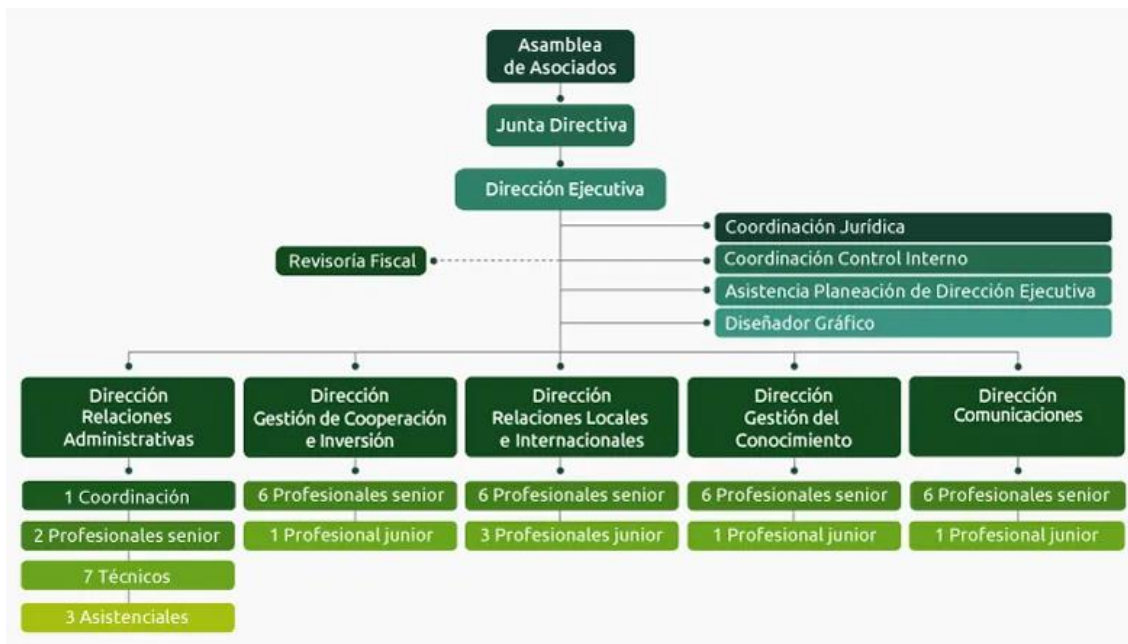 Asamblea
de Asociados
Junta Directiva
Dirección Ejecutiva
Coordinación Jurídica
Revisoría Fiscal
Coordinación Control Interno
Asistencia Planeación de Dirección Ejecutiva
Diseñador Gráfico
Dirección
Relaciones
Administrativas
1 Coordinación
2 Profesionales senior
7 Técnicos
3 Asistenciales
Dirección
Gestión de Cooperación
e Inversión
6 Profesionales senior
1 Profesional junior
Dirección
Relaciones Locales
e Internacionales
6 Profesionales senior
3 Profesionales junior
Dirección
Gestión del
Conocimiento
6 Profesionales senior
1 Profesional junior
Dirección
Comunicaciones
6 Profesionales senior
1 Profesional junior